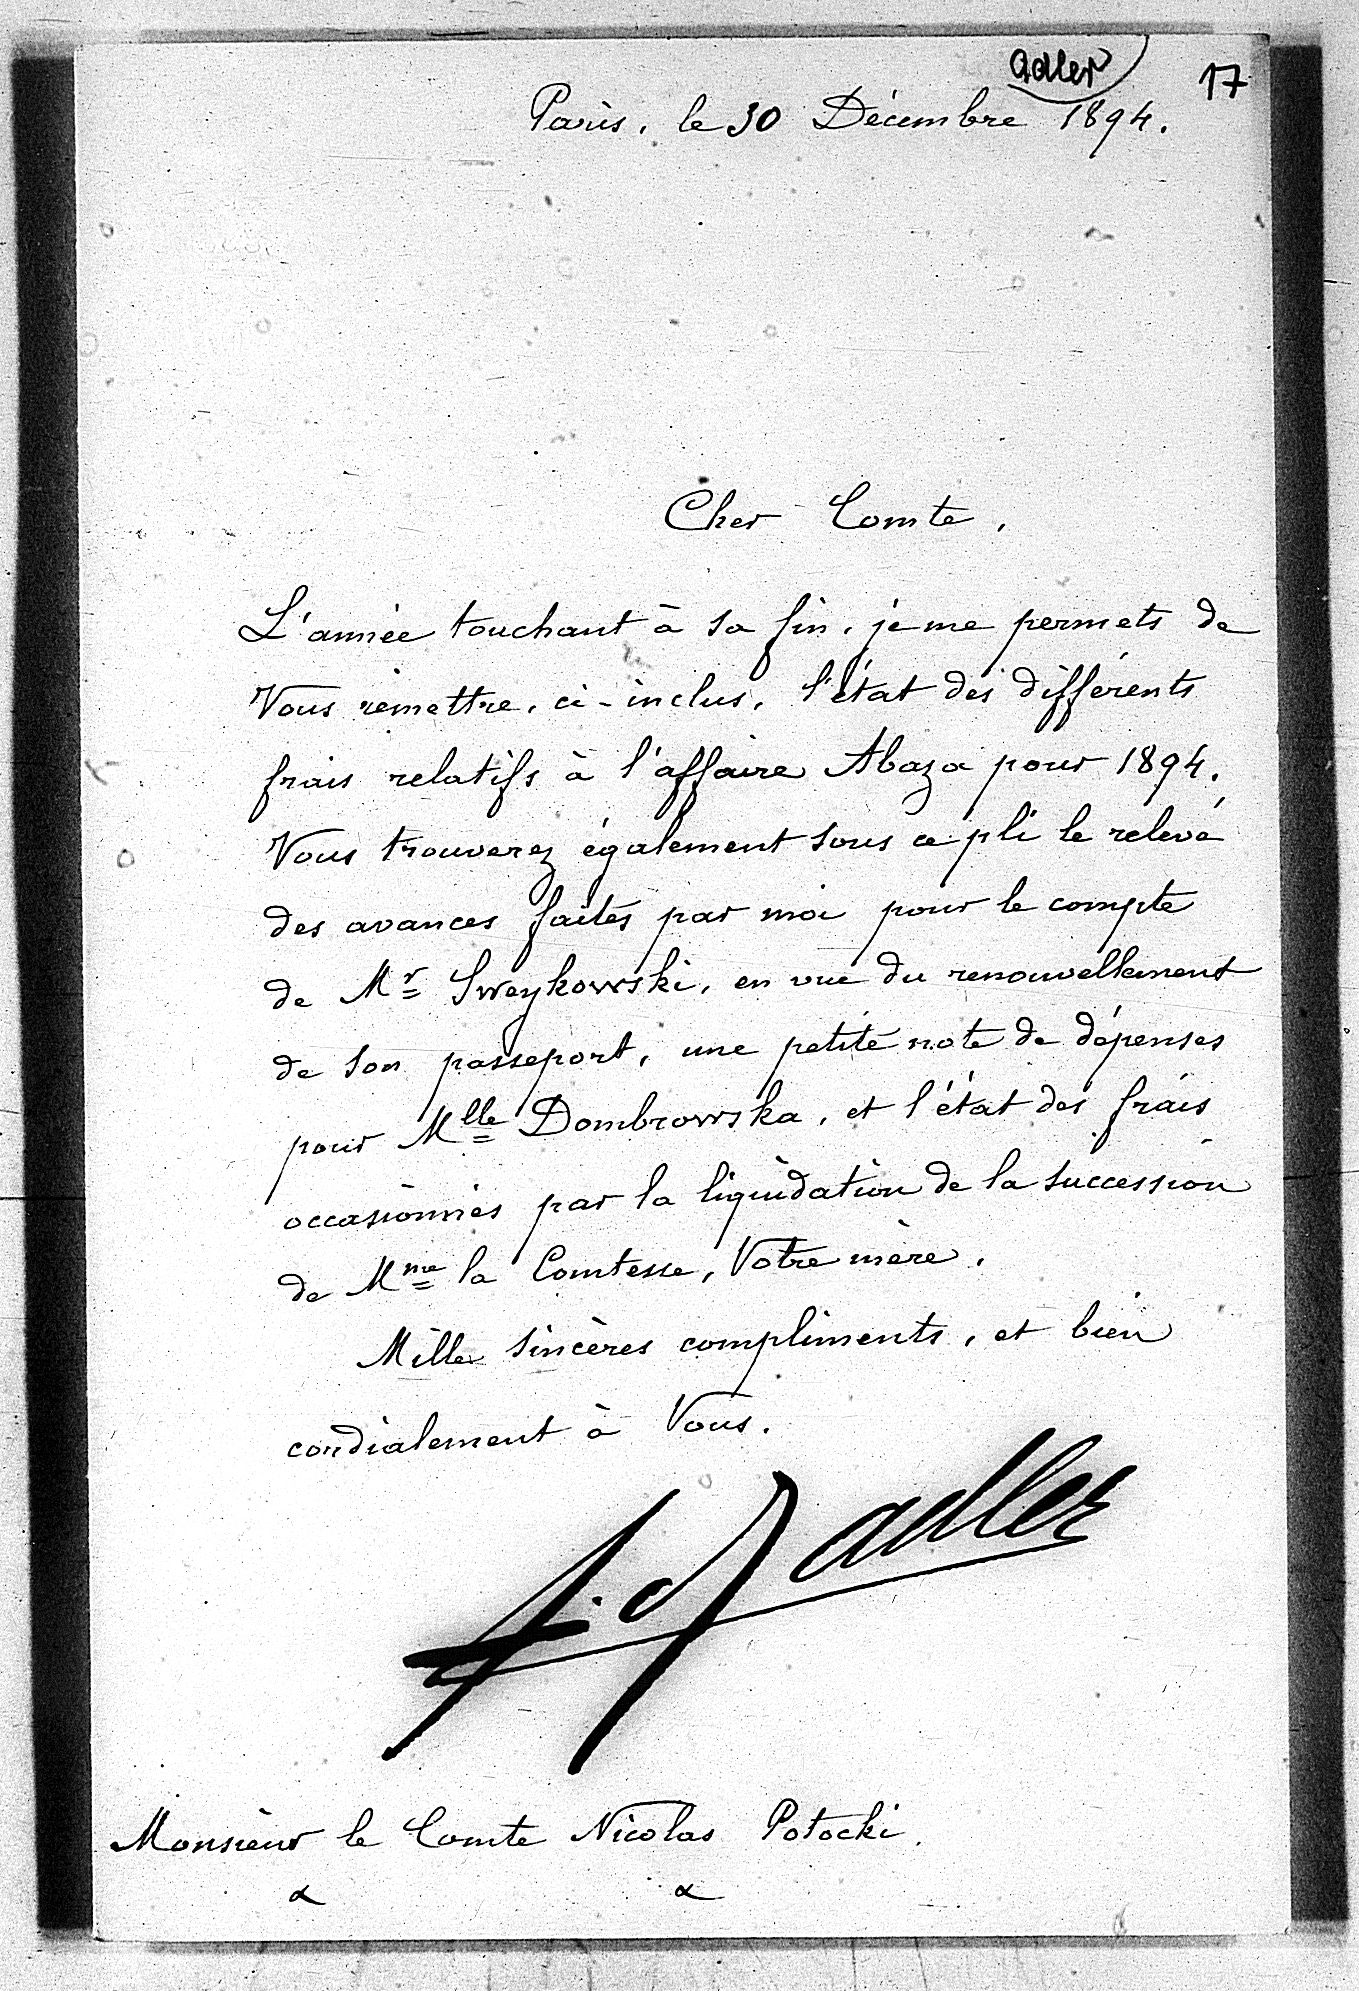 Adler
17
Paris, le 30 Décembre 1894.
Cher Comte,
L'année touchant à sa fin, je me permets de
Vous remettre, ci-inclus, l'état des différents
frais relatifs à l'affaire Abaza pour 1894.
Vous trouverez également sous ce pli le relevé
des avances faites par moi pour le compte
de Mr Sweykowski, en vue du renouvellement
de son passeport, une petite note de dépenses
pour Mlle Dombrowska, et l'état des frais
occasionnés par la liquidation de la succession
de Mme la Comtesse, Votre mère.
Mille sincères compliments, et bien
cordialement à Vous.
Adler
Monsieur le Comte Nicolas Potocki.